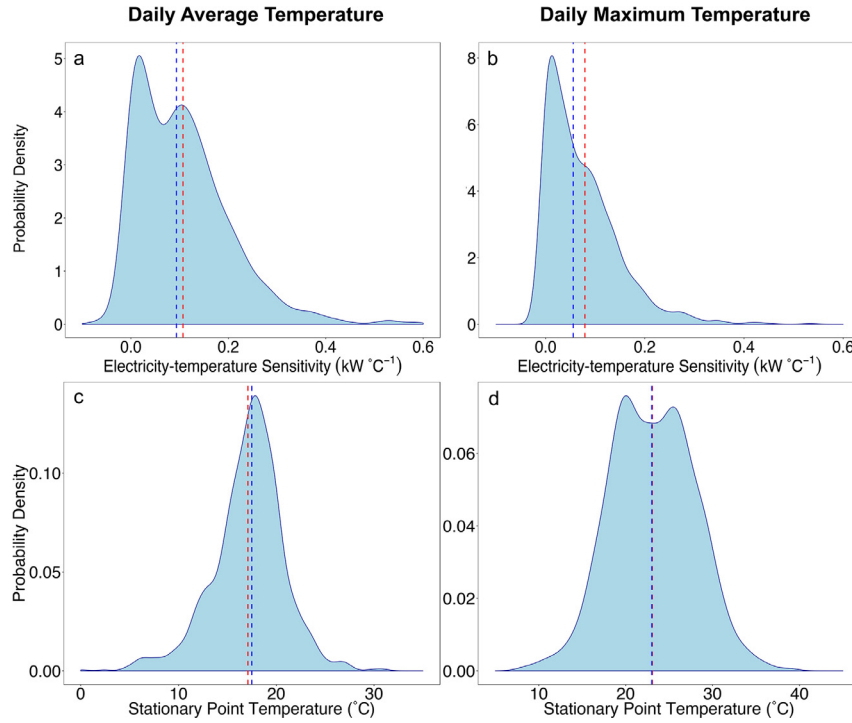 Daily Average Temperature
Daily Maximum Temperature
a
5
4
3
2
1
0
Probability Density
0.0 0.2 0.4 0.6
Electricity-temperature Sensitivity (kW °C⁻¹)
b
8
6
4
2
0
0.0 0.2 0.4 0.6
Electricity-temperature Sensitivity (kW °C⁻¹)
c
0.10
0.05
0.00
Probability Density
0 10 20 30
Stationary Point Temperature (°C)
d
0.06
0.04
0.02
0.00
10 20 30 40
Stationary Point Temperature (°C)